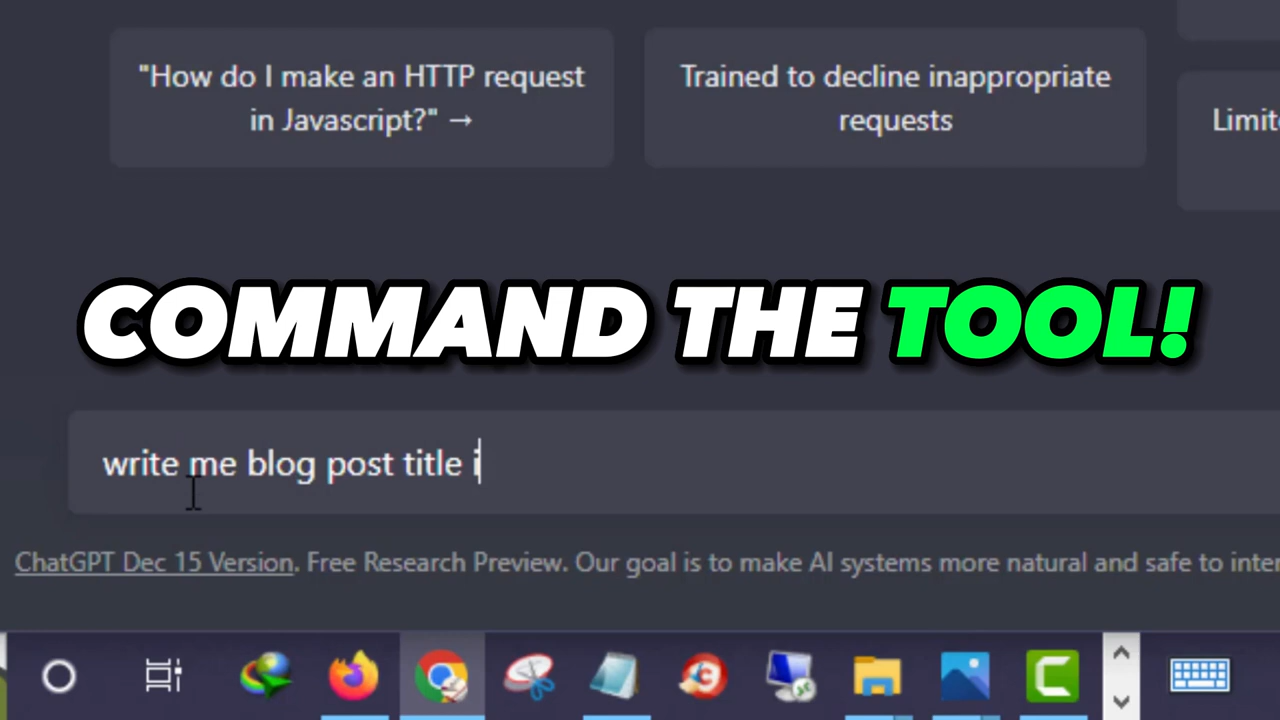 "How do I make an HTTP request
in Javascript?" →
Trained to decline inappropriate
requests
Limit
COMMAND THE TOOL!
write me blog post title i
ChatGPT Dec 15 Version. Free Research Preview. Our goal is to make AI systems more natural and safe to inter